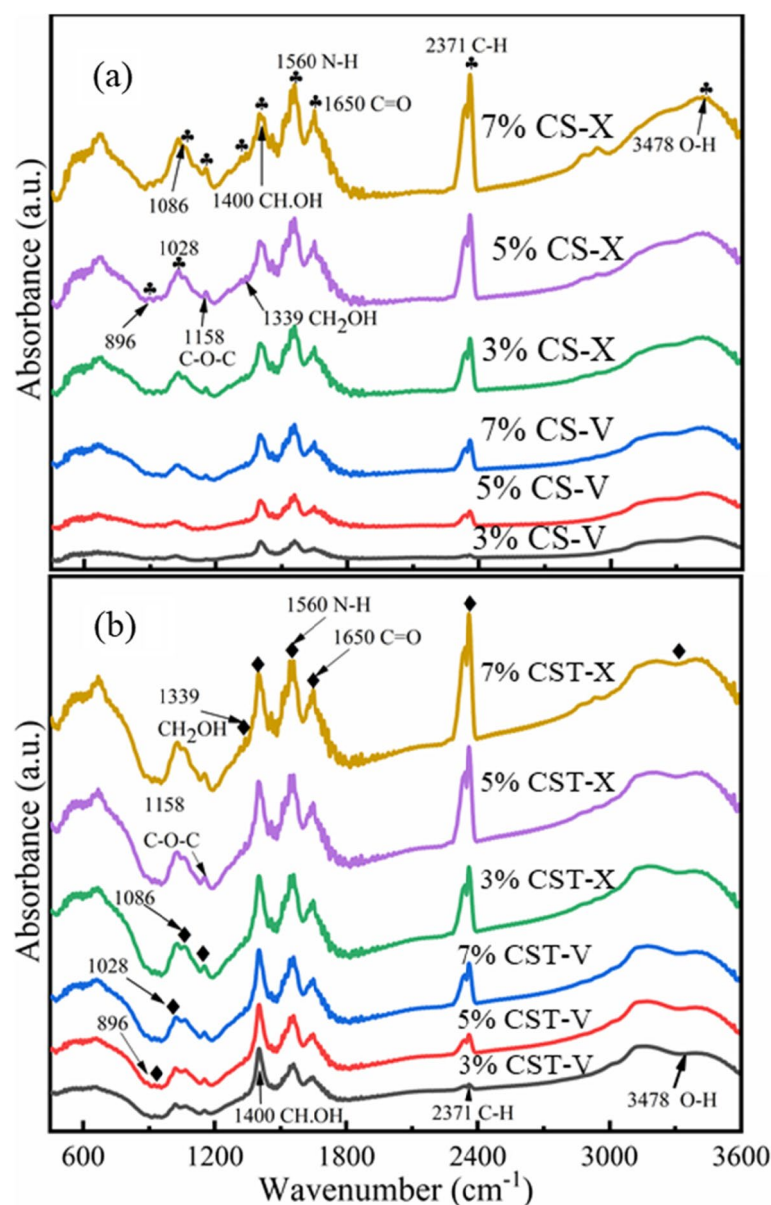 (a)
1560 N-H
2371 C-H
1650 C=O
7% CS-X
3478 O-H
1086
1400 CH.OH
1028
5% CS-X
896
1158
C-O-C
1339 CH₂OH
3% CS-X
7% CS-V
5% CS-V
3% CS-V
Absorbance (a.u.)
(b)
1560 N-H
1650 C=O
1339
CH₂OH
7% CST-X
1158
C-O-C
5% CST-X
1086
3% CST-X
1028
7% CST-V
896
5% CST-V
3% CST-V
1400 CH.OH
2371 C-H
3478 O-H
Absorbance (a.u.)
600 1200 1800 2400 3000 3600
Wavenumber (cm⁻¹)